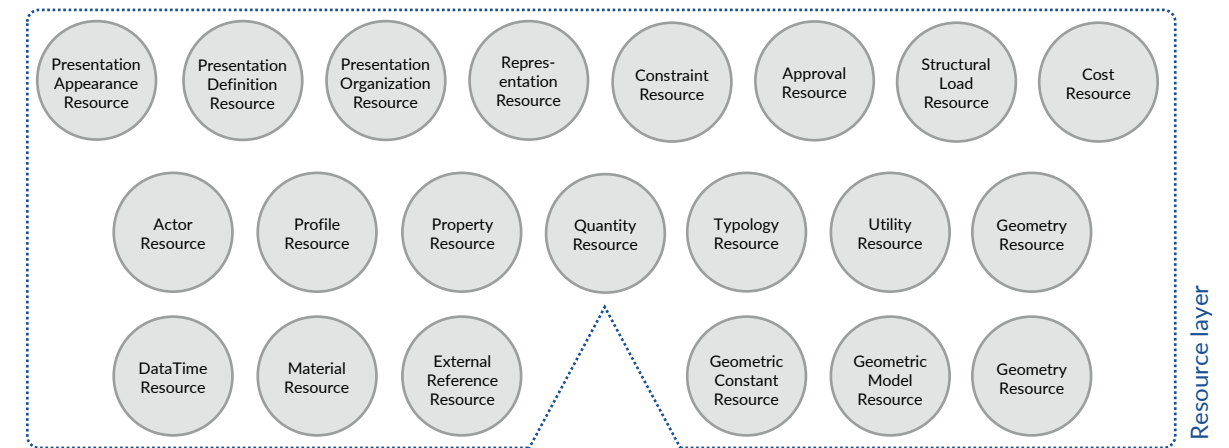 Presentation
Appearance
Resource
Presentation
Definition
Resource
Presentation
Organization
Resource
Repres-
entation
Resource
Constraint
Resource
Approval
Resource
Structural
Load
Resource
Cost
Resource
Actor
Resource
Profile
Resource
Property
Resource
Quantity
Resource
Typology
Resource
Utility
Resource
Geometry
Resource
DataTime
Resource
Material
Resource
External
Reference
Resource
Geometric
Constant
Resource
Geometric
Model
Resource
Geometry
Resource
Resource layer